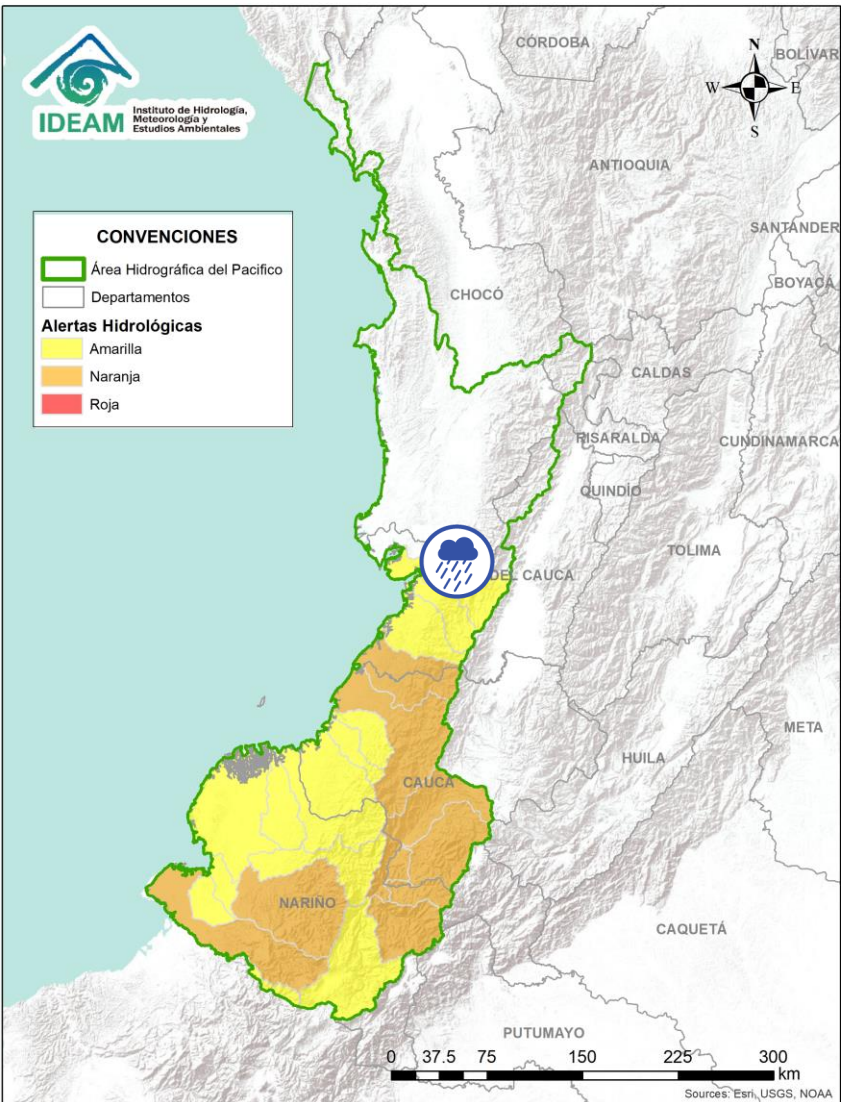 IDEAM
Instituto de Hidrología,
Meteorología y
Estudios Ambientales
CÓRDOBA
BOLÍVAR
N
W
E
S
ANTIOQUIA
SANTANDER
BOYACÁ
CONVENCIONES
Área Hidrográfica del Pacifico
Departamentos
Alertas Hidrológicas
Amarilla
Naranja
Roja
CHOCÓ
CALDAS
RISARALDA
CUNDINAMARCA
QUINDÍO
TOLIMA
DEL CAUCA
META
HUILA
CAUCA
NARIÑO
CAQUETÁ
PUTUMAYO
0 37.5 75 150 225 300
km
Sources: Esri, USGS, NOAA